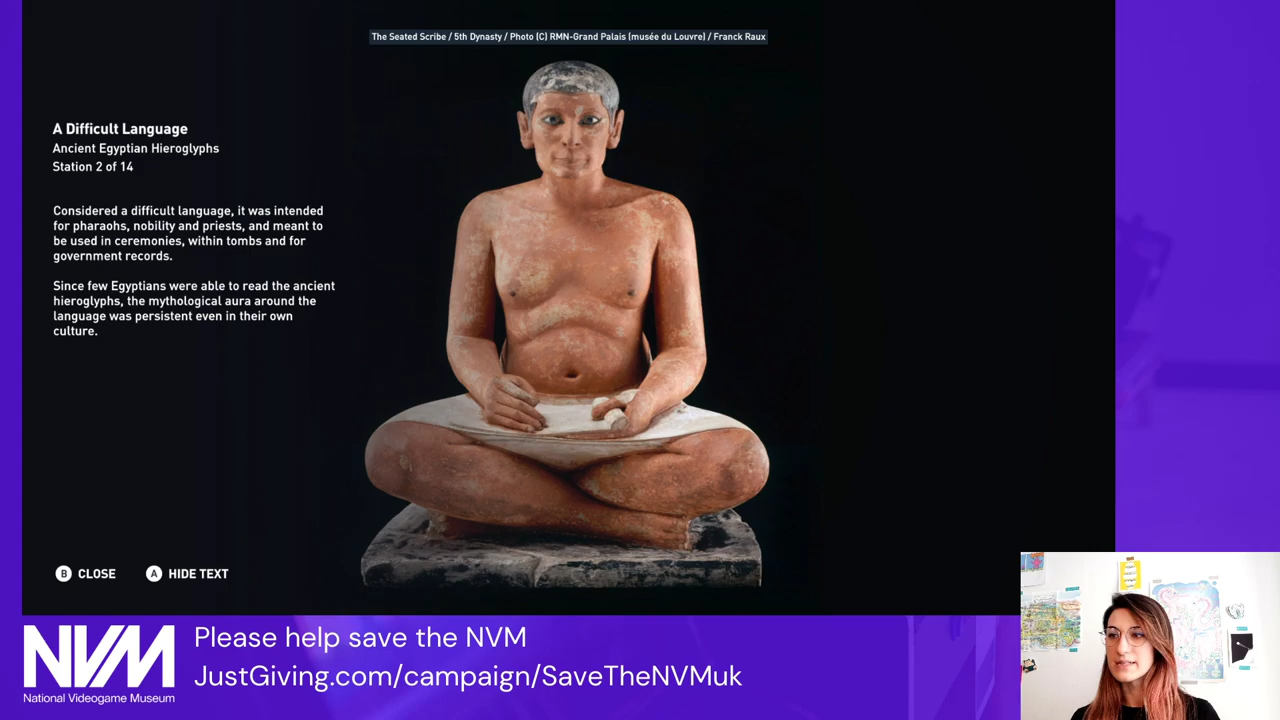 The Seated Scribe / 5th Dynasty / Photo (C) RMN-Grand Palais (musée du Louvre) / Franck Raux
A Difficult Language
Ancient Egyptian Hieroglyphs
Station 2 of 14
Considered a difficult language, it was intended
for pharaohs, nobility and priests, and meant to
be used in ceremonies, within tombs and for
government records.
Since few Egyptians were able to read the ancient
hieroglyphs, the mythological aura around the
language was persistent even in their own
culture.
B CLOSE A HIDE TEXT
NVM
National Videogame Museum
Please help save the NVM
JustGiving.com/campaign/SaveTheNVMuk